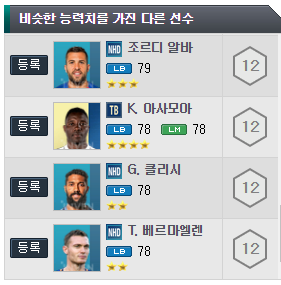 비슷한 능력치를 가진 다른 선수
등록 NHD 조르디 알바 12
LB 79
등록 TB K. 아사모아 12
LB 78 LM 78
등록 NHD G. 클리시 12
LB 78
등록 NHD T. 베르마엘렌 12
LB 78